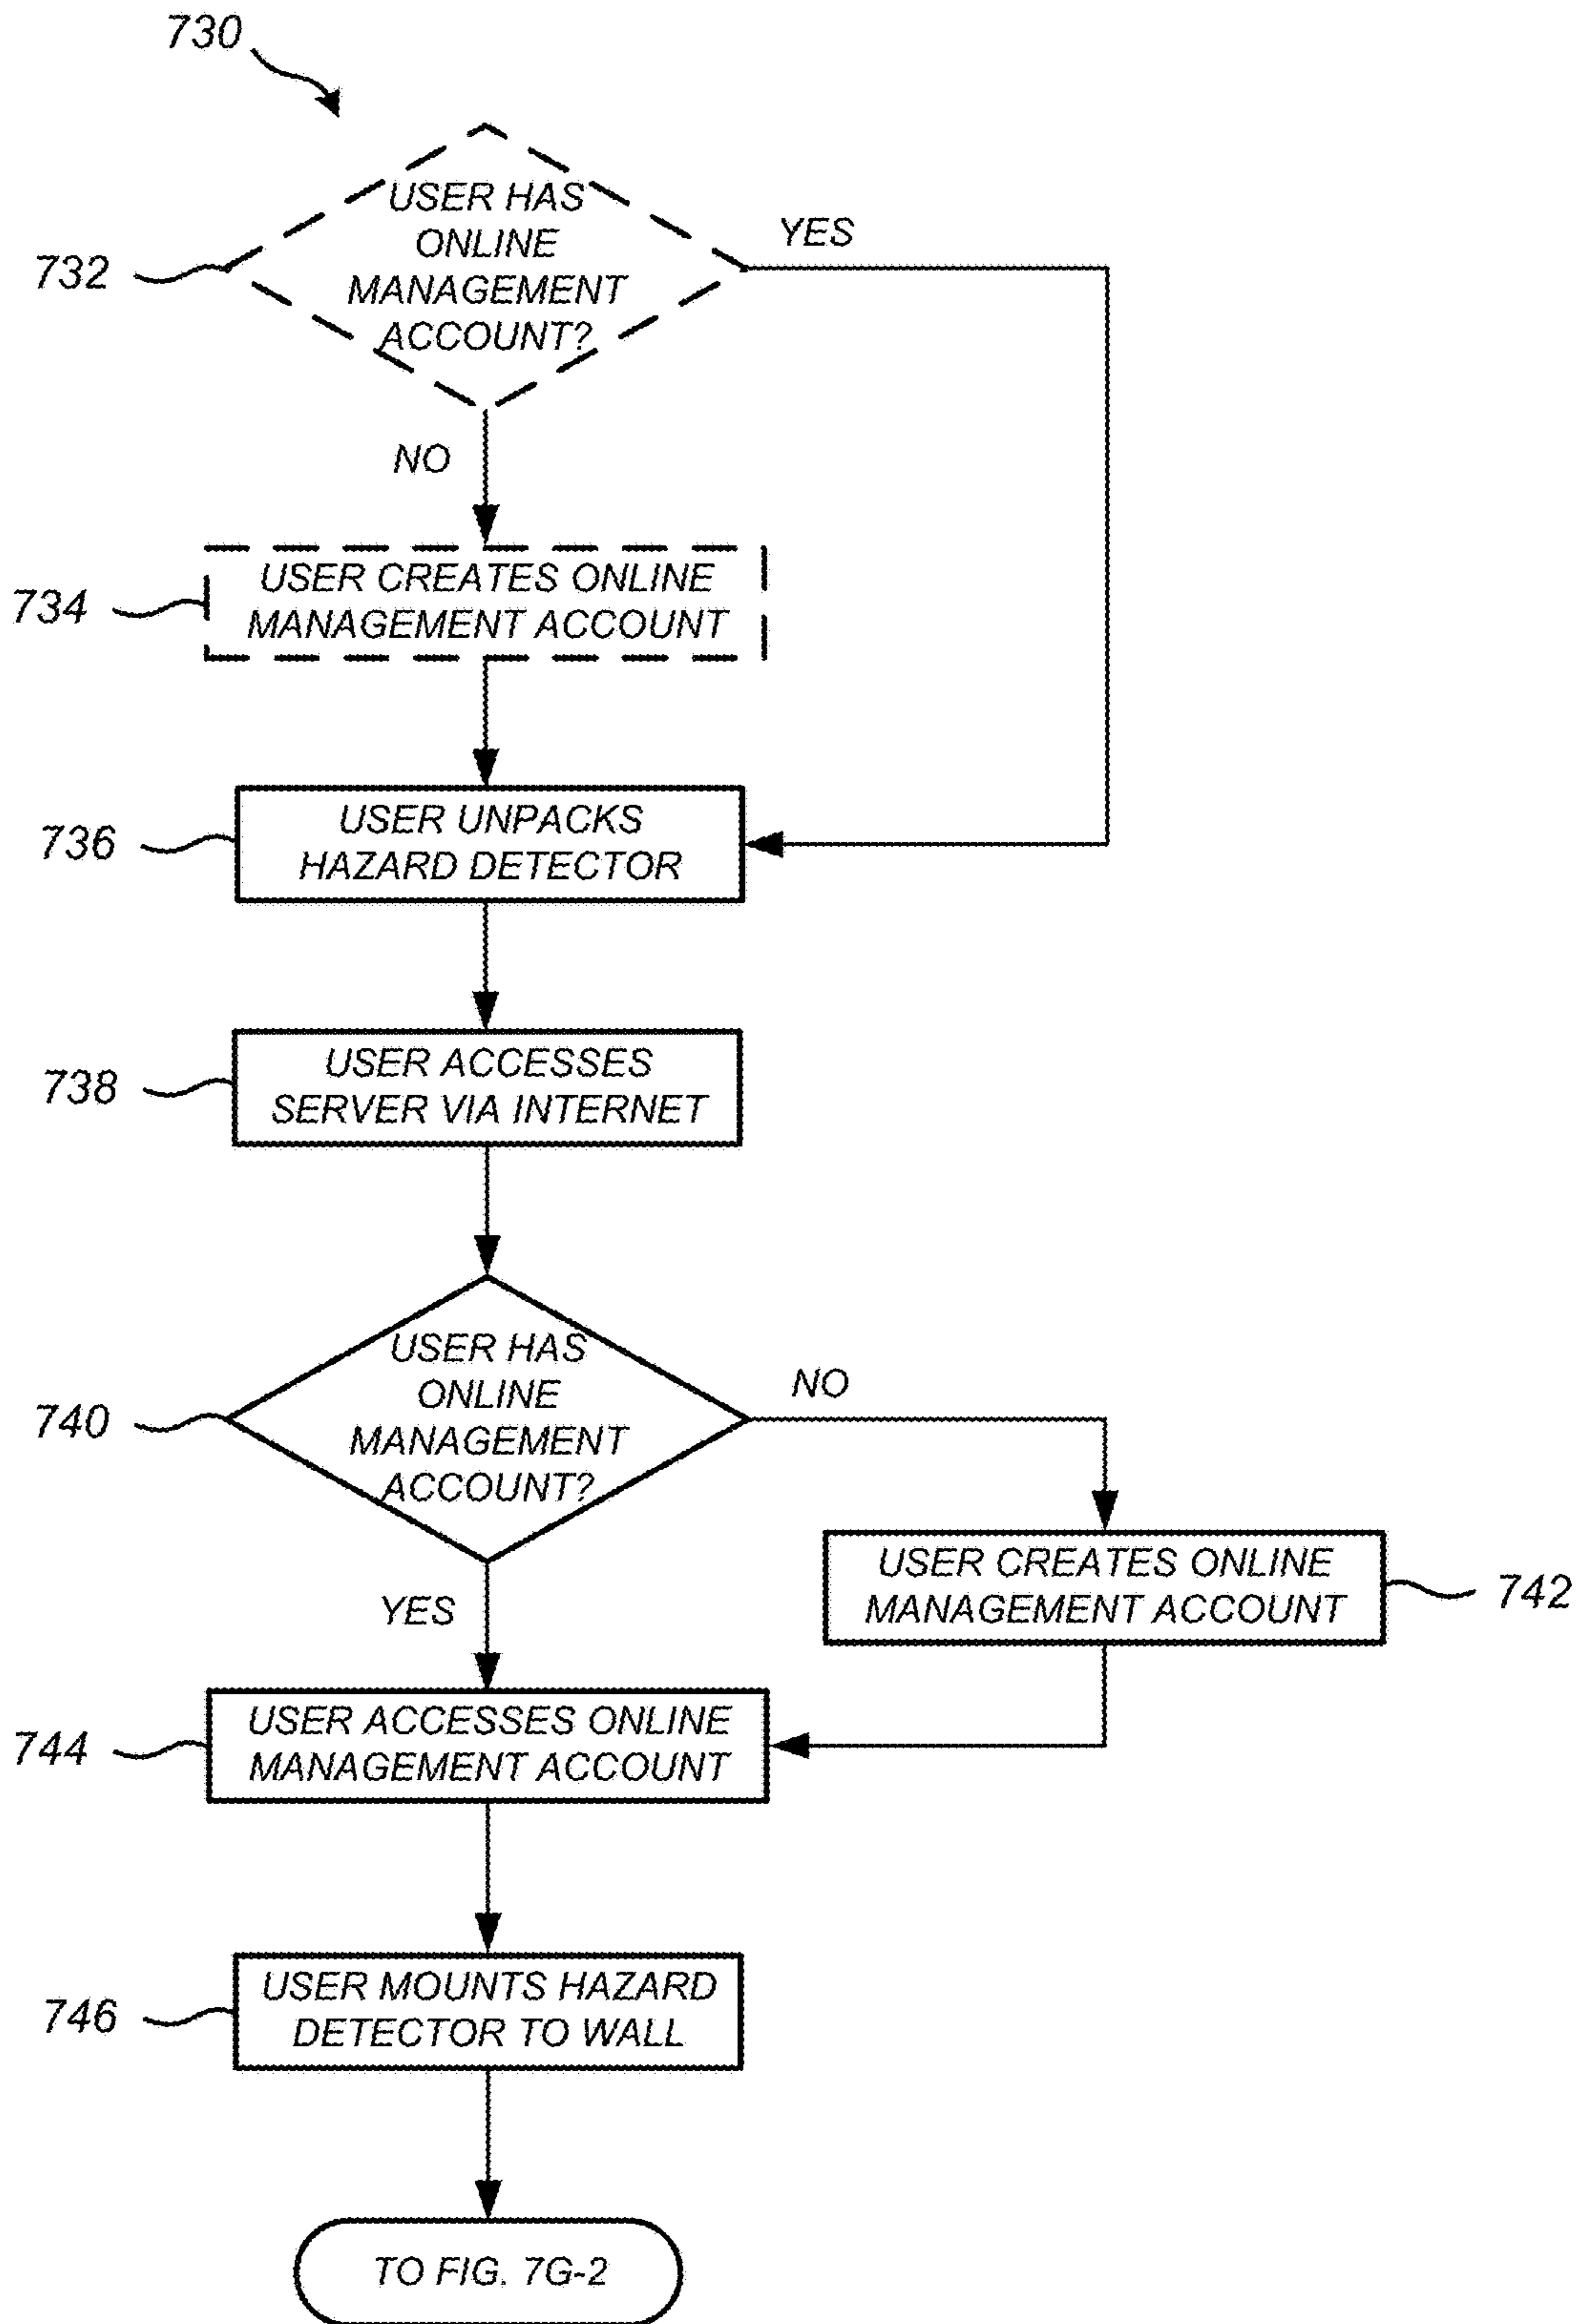 730
USER HAS
ONLINE
MANAGEMENT
ACCOUNT?
YES
732
NO
USER CREATES ONLINE
MANAGEMENT ACCOUNT
734
USER UNPACKS
HAZARD DETECTOR
736
USER ACCESSES
SERVER VIA INTERNET
738
USER HAS
ONLINE
MANAGEMENT
ACCOUNT?
NO
740
USER CREATES ONLINE
MANAGEMENT ACCOUNT
742
YES
USER ACCESSES ONLINE
MANAGEMENT ACCOUNT
744
USER MOUNTS HAZARD
DETECTOR TO WALL
746
TO FIG. 7G-2